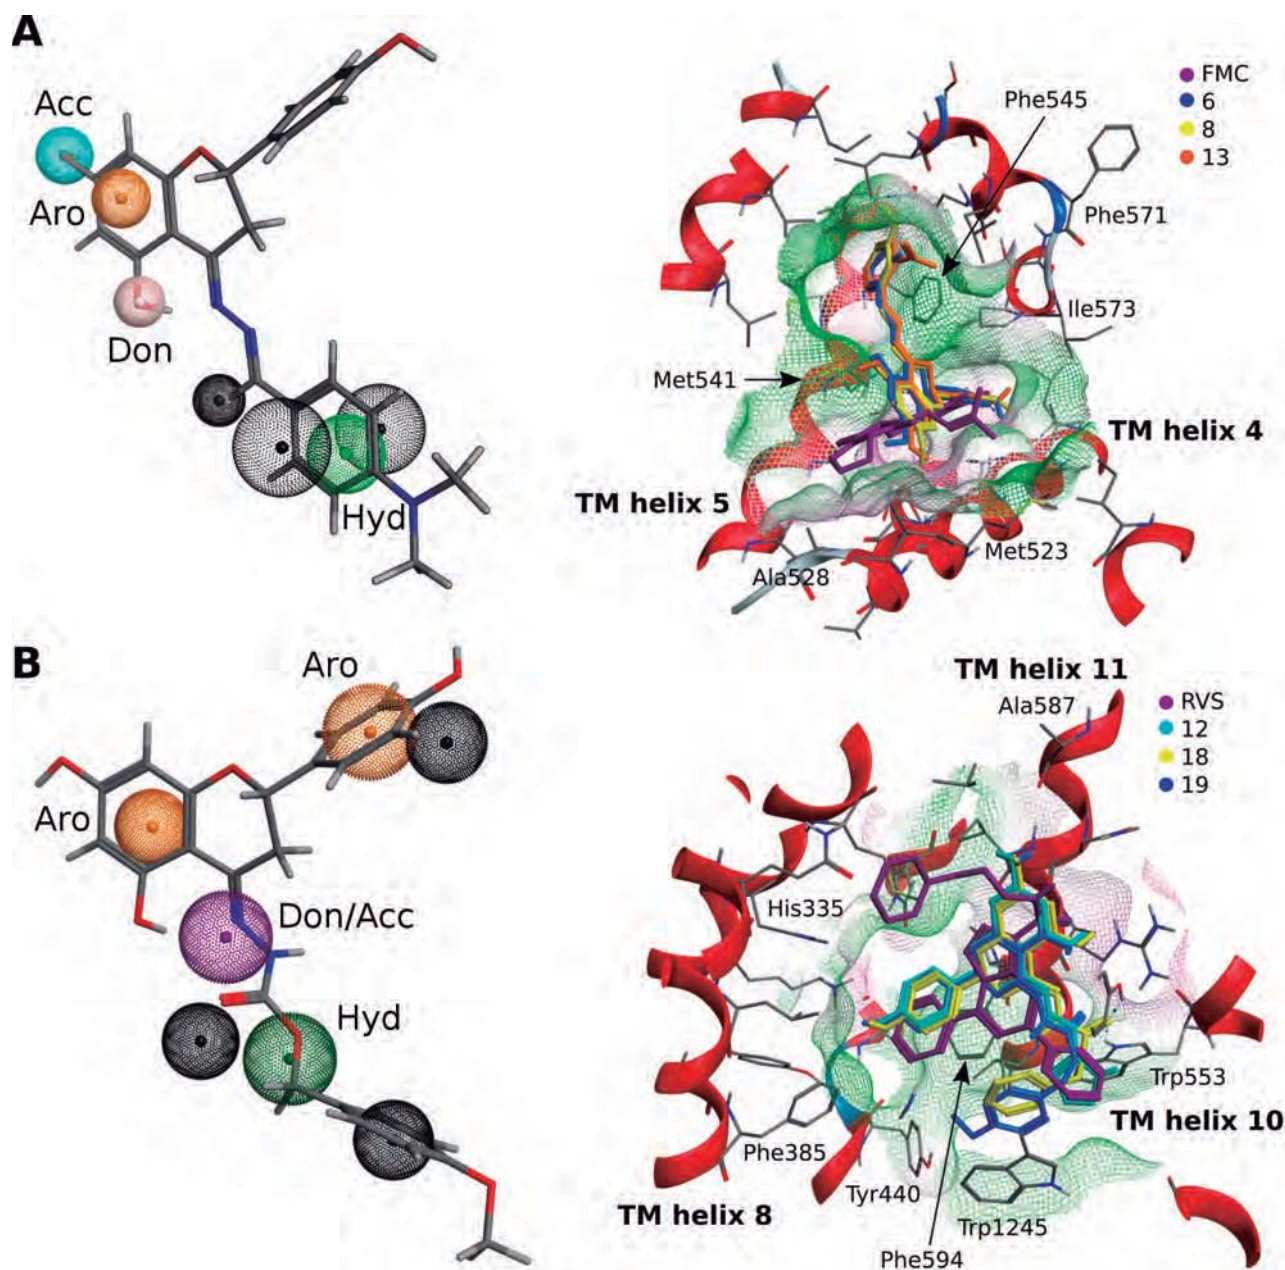 A
Acc
Aro
Don
Hyd
Phe545
FMC
6
8
13
Phe571
Ile573
Met541
TM helix 4
TM helix 5
Met523
Ala528
B
Aro
Aro
Don/Acc
Hyd
TM helix 11
Ala587
RVS
12
18
19
His335
Trp553
TM helix 10
Phe385
Tyr440
TM helix 8
Trp1245
Phe594